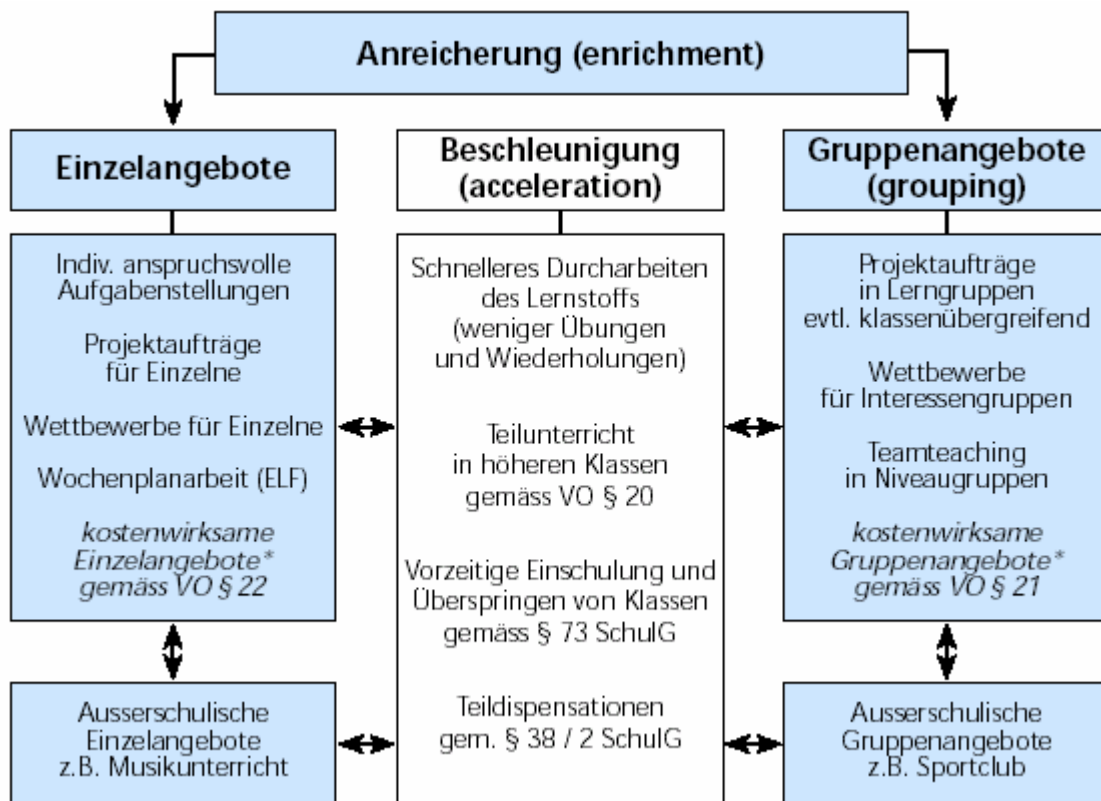 Anreicherung (enrichment)
Einzelangebote
Indiv. anspruchsvolle
Aufgabenstellungen
Projektaufträge
für Einzelne
Wettbewerbe für Einzelne
Wochenplanarbeit (ELF)
kostenwirksame
Einzelangebote*
gemäss VO § 22
Ausserschulische
Einzelangebote
z.B. Musikunterricht
Beschleunigung
(acceleration)
Schnelleres Durcharbeiten
des Lernstoffs
(weniger Übungen
und Wiederholungen)
Teilunterricht
in höheren Klassen
gemäss VO § 20
Vorzeitige Einschulung und
Überspringen von Klassen
gemäss § 73 SchulG
Teildispensationen
gem. § 38 / 2 SchulG
Gruppenangebote
(grouping)
Projektaufträge
in Lerngruppen
evtl. klassenübergreifend
Wettbewerbe
für Interessengruppen
Teamteaching
in Niveaugruppen
kostenwirksame
Gruppenangebote*
gemäss VO § 21
Ausserschulische
Gruppenangebote
z.B. Sportclub